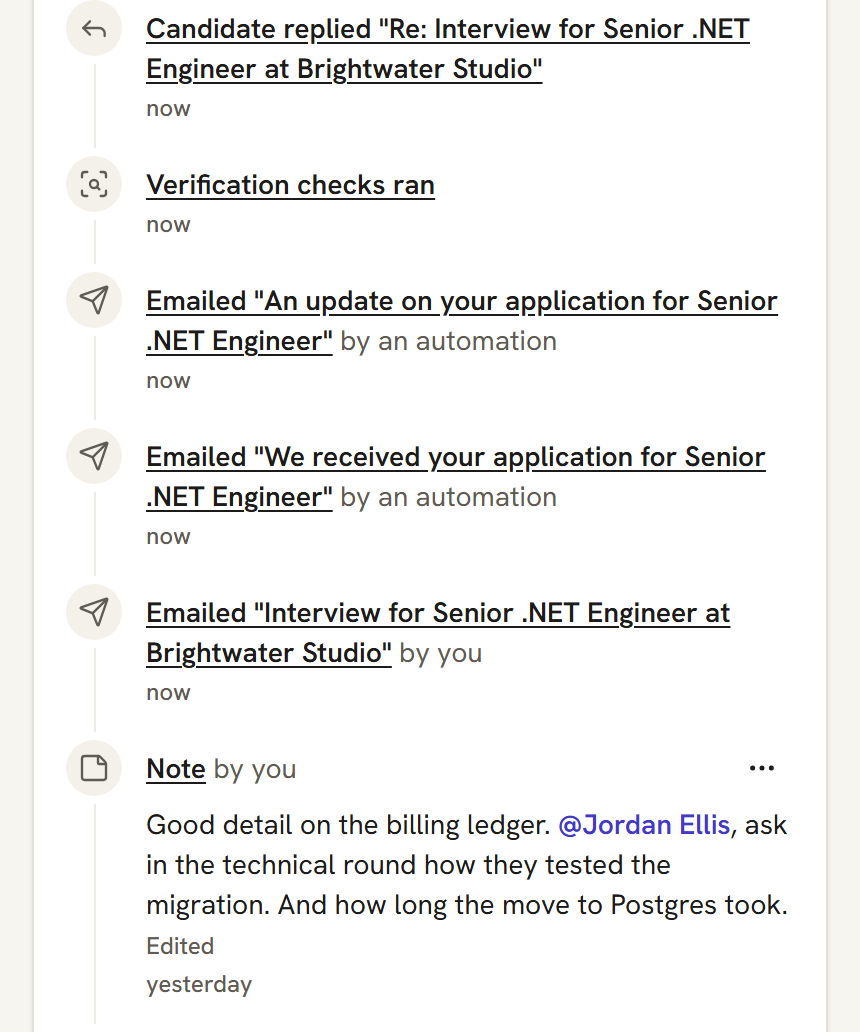 Candidate replied "Re: Interview for Senior .NET
Engineer at Brightwater Studio"
now
Verification checks ran
now
Emailed "An update on your application for Senior
.NET Engineer" by an automation
now
Emailed "We received your application for Senior
.NET Engineer" by an automation
now
Emailed "Interview for Senior .NET Engineer at
Brightwater Studio" by you
now
Note by you
Good detail on the billing ledger. @Jordan Ellis, ask
in the technical round how they tested the
migration. And how long the move to Postgres took.
Edited
yesterday